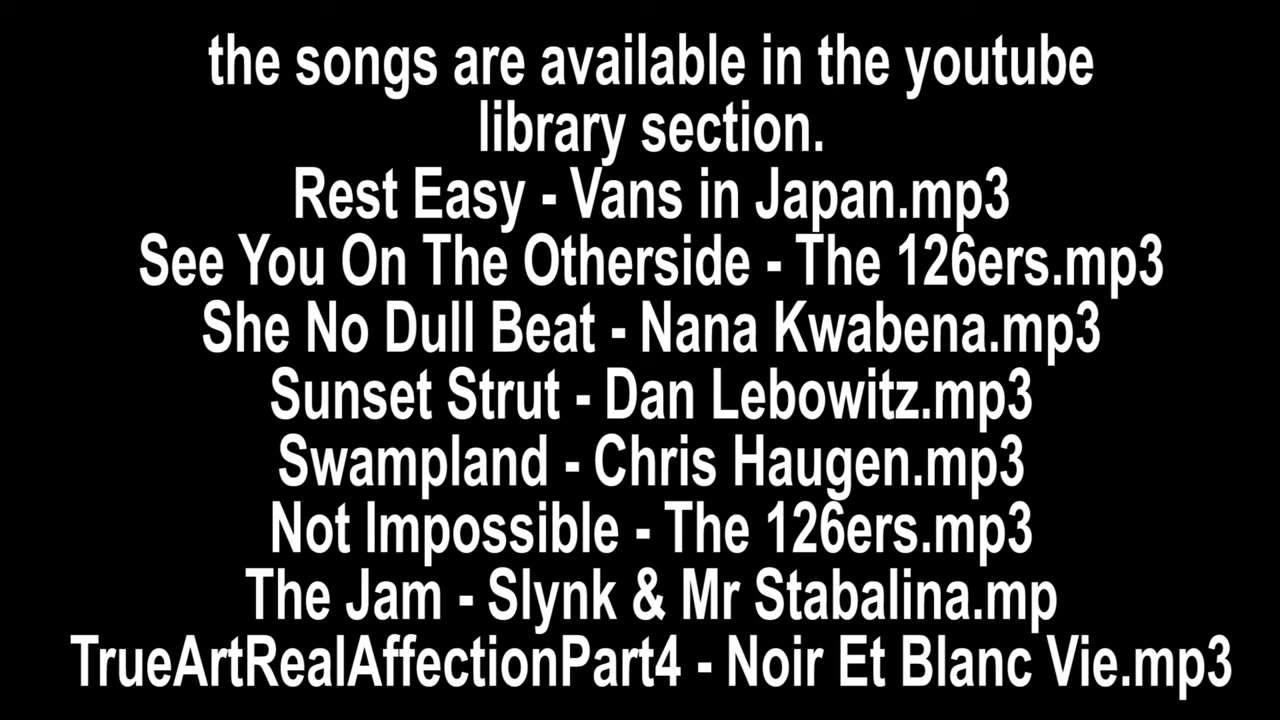 the songs are available in the youtube
library section.
Rest Easy - Vans in Japan.mp3
See You On The Otherside - The 126ers.mp3
She No Dull Beat - Nana Kwabena.mp3
Sunset Strut - Dan Lebowitz.mp3
Swampland - Chris Haugen.mp3
Not Impossible - The 126ers.mp3
The Jam - Slynk & Mr Stabalina.mp
TrueArtRealAffectionPart4 - Noir Et Blanc Vie.mp3